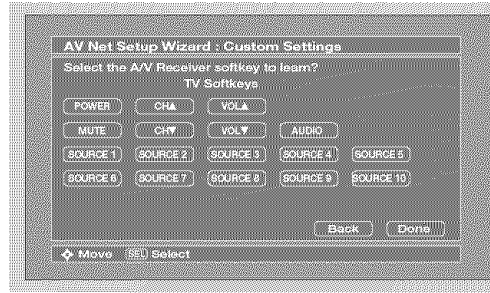 AV Net Setup Wizard : Custom Settings
Select the A/V Receiver softkey to learn?
TV Softkeys
POWER CH▲ VOL▲
MUTE CH▼ VOL▼ AUDIO
SOURCE 1 SOURCE 2 SOURCE 3 SOURCE 4 SOURCE 5
SOURCE 6 SOURCE 7 SOURCE 8 SOURCE 9 SOURCE 10
Back Done
Move SEL Select